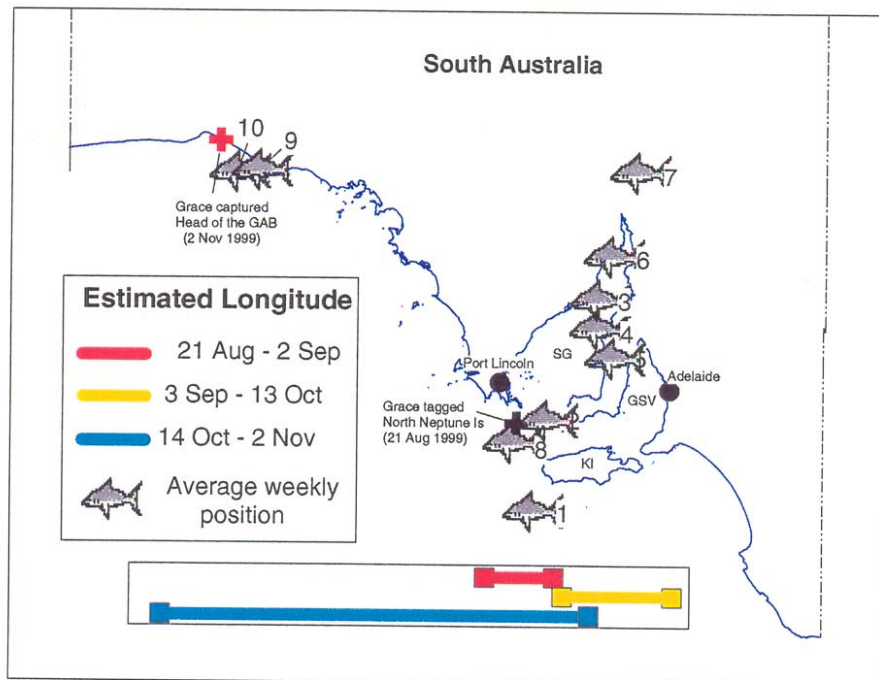 South Australia
10
9
7
Grace captured
Head of the GAB
(2 Nov 1999)
6
Estimated Longitude
3
21 Aug - 2 Sep
4
SG
5
Port Lincoln
Adelaide
3 Sep - 13 Oct
GSV
Grace tagged
North Neptune Is
(21 Aug 1999)
2
14 Oct - 2 Nov
8
KI
Average weekly
position
1